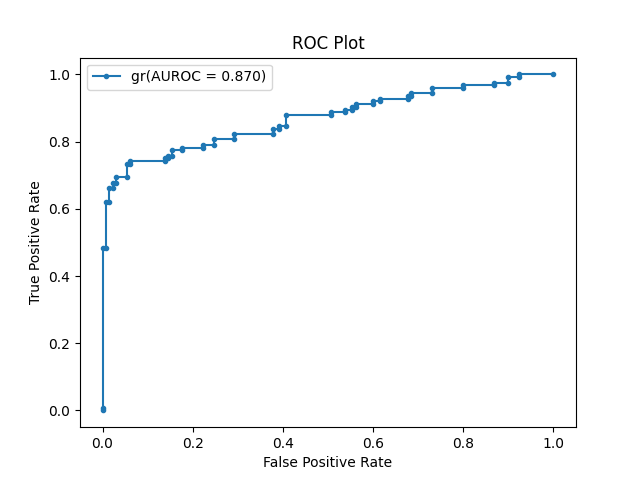 ROC Plot
gr(AUROC = 0.870)
True Positive Rate
1.0
0.8
0.6
0.4
0.2
0.0
0.0 0.2 0.4 0.6 0.8 1.0
False Positive Rate